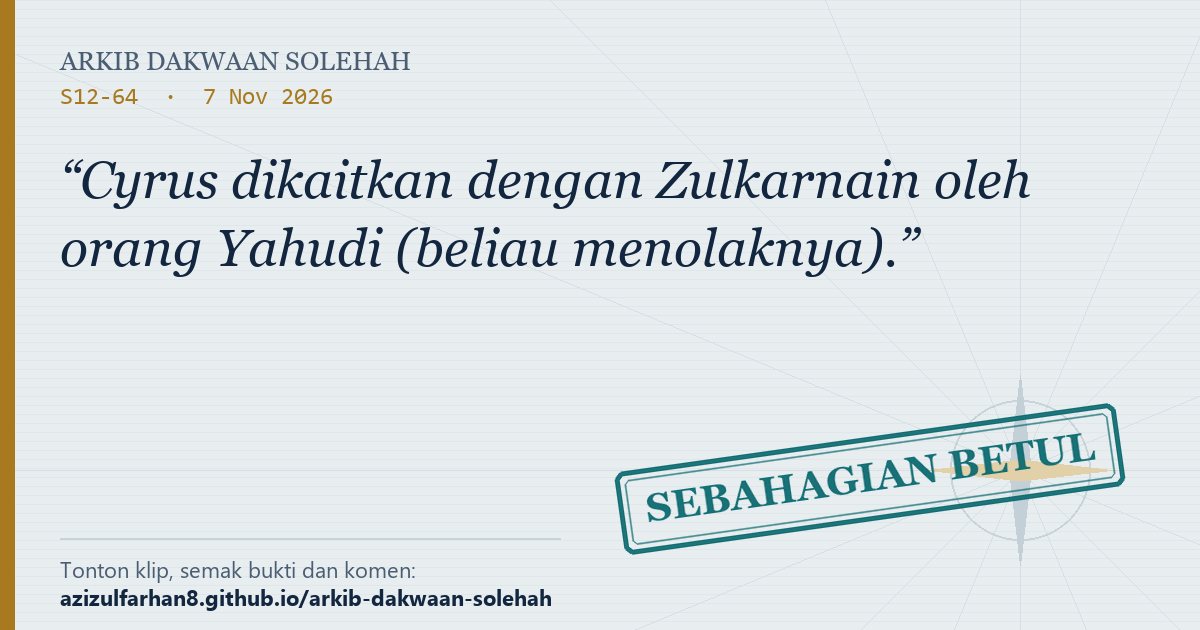 ARKIB DAKWAAN SOLEHAH
S12-64 · 7 Nov 2026
“Cyrus dikaitkan dengan Zulkarnain oleh
orang Yahudi (beliau menolaknya).”
SEBAHAGIAN BETUL
Tonton klip, semak bukti dan komen:
azizulfarhan8.github.io/arkib-dakwaan-solehah